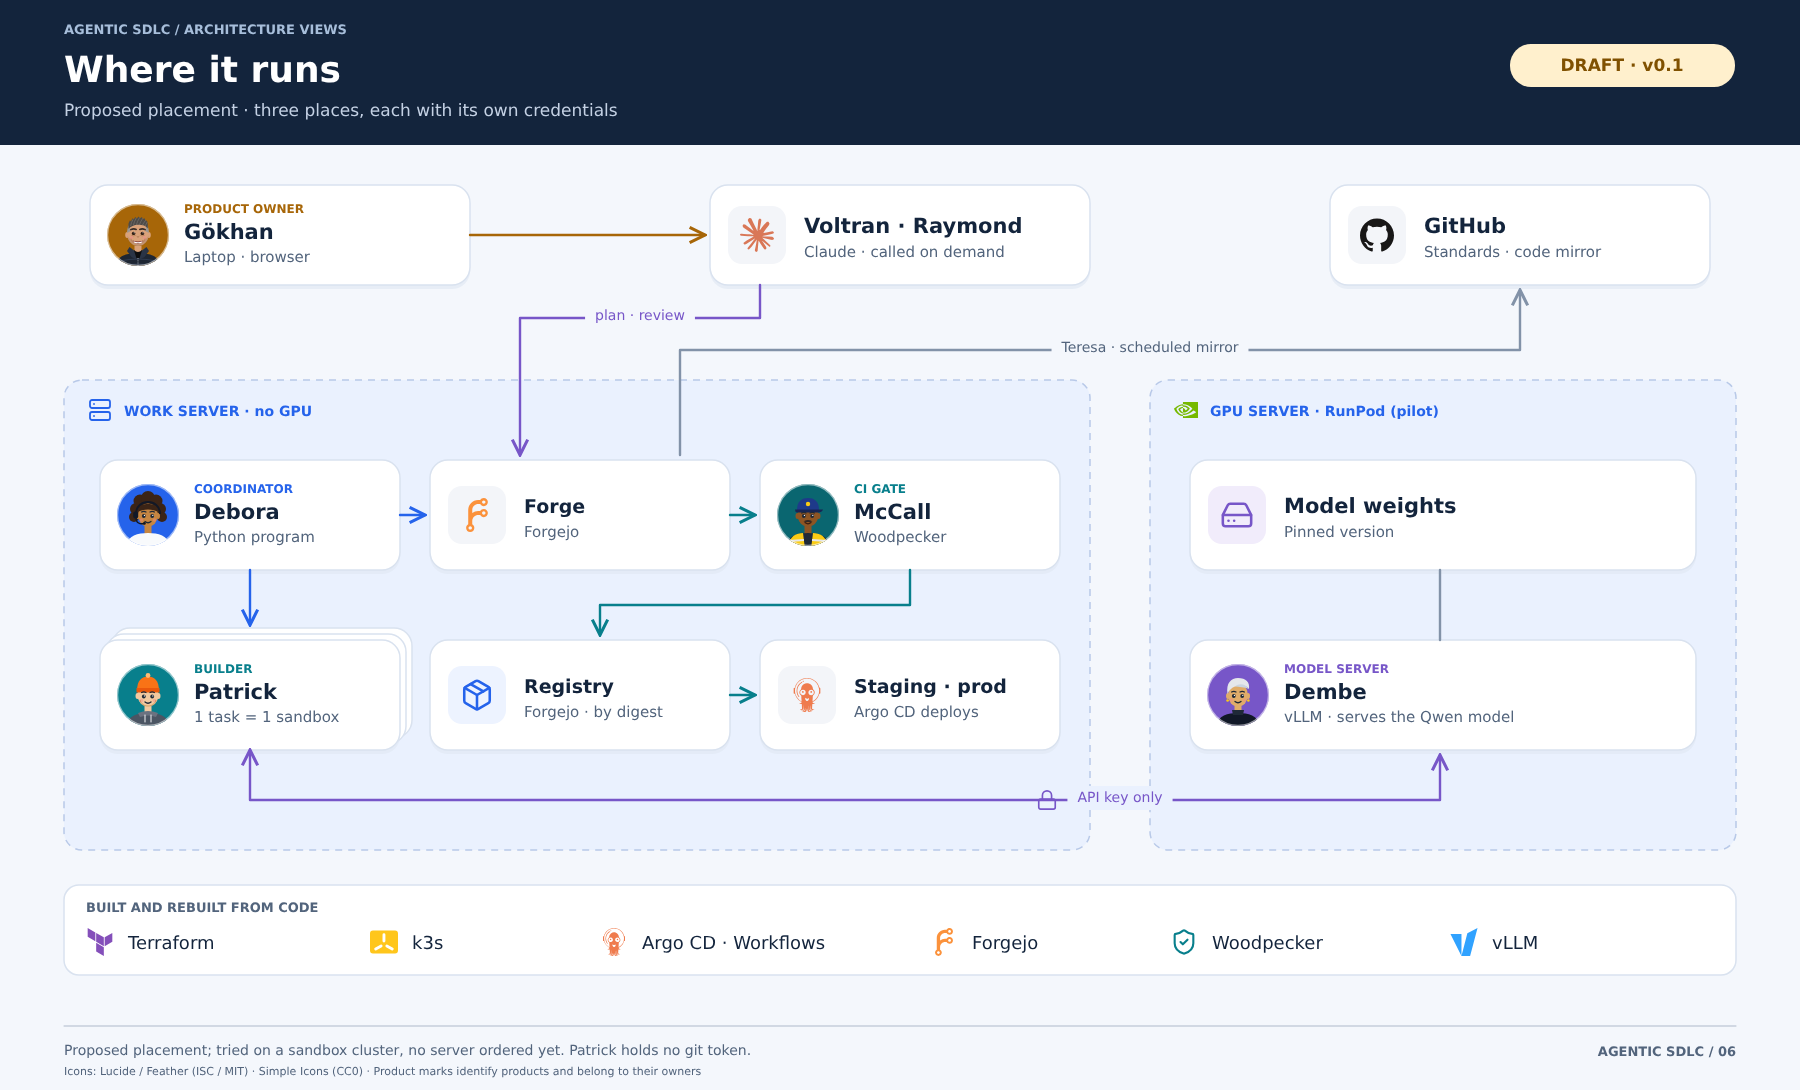 AGENTIC SDLC / ARCHITECTURE VIEWS
Where it runs
Proposed placement · three places, each with its own credentials
DRAFT · v0.1
PRODUCT OWNER
Gökhan
Laptop · browser
Voltran · Raymond
Claude · called on demand
GitHub
Standards · code mirror
plan · review
Teresa · scheduled mirror
WORK SERVER · no GPU
GPU SERVER · RunPod (pilot)
COORDINATOR
Debora
Python program
Forge
Forgejo
CI GATE
McCall
Woodpecker
Model weights
Pinned version
BUILDER
Patrick
1 task = 1 sandbox
Registry
Forgejo · by digest
Staging · prod
Argo CD deploys
MODEL SERVER
Dembe
vLLM · serves the Qwen model
API key only
BUILT AND REBUILT FROM CODE
Terraform
k3s
Argo CD · Workflows
Forgejo
Woodpecker
vLLM
Proposed placement; tried on a sandbox cluster, no server ordered yet. Patrick holds no git token.
Icons: Lucide / Feather (ISC / MIT) · Simple Icons (CC0) · Product marks identify products and belong to their owners
AGENTIC SDLC / 06